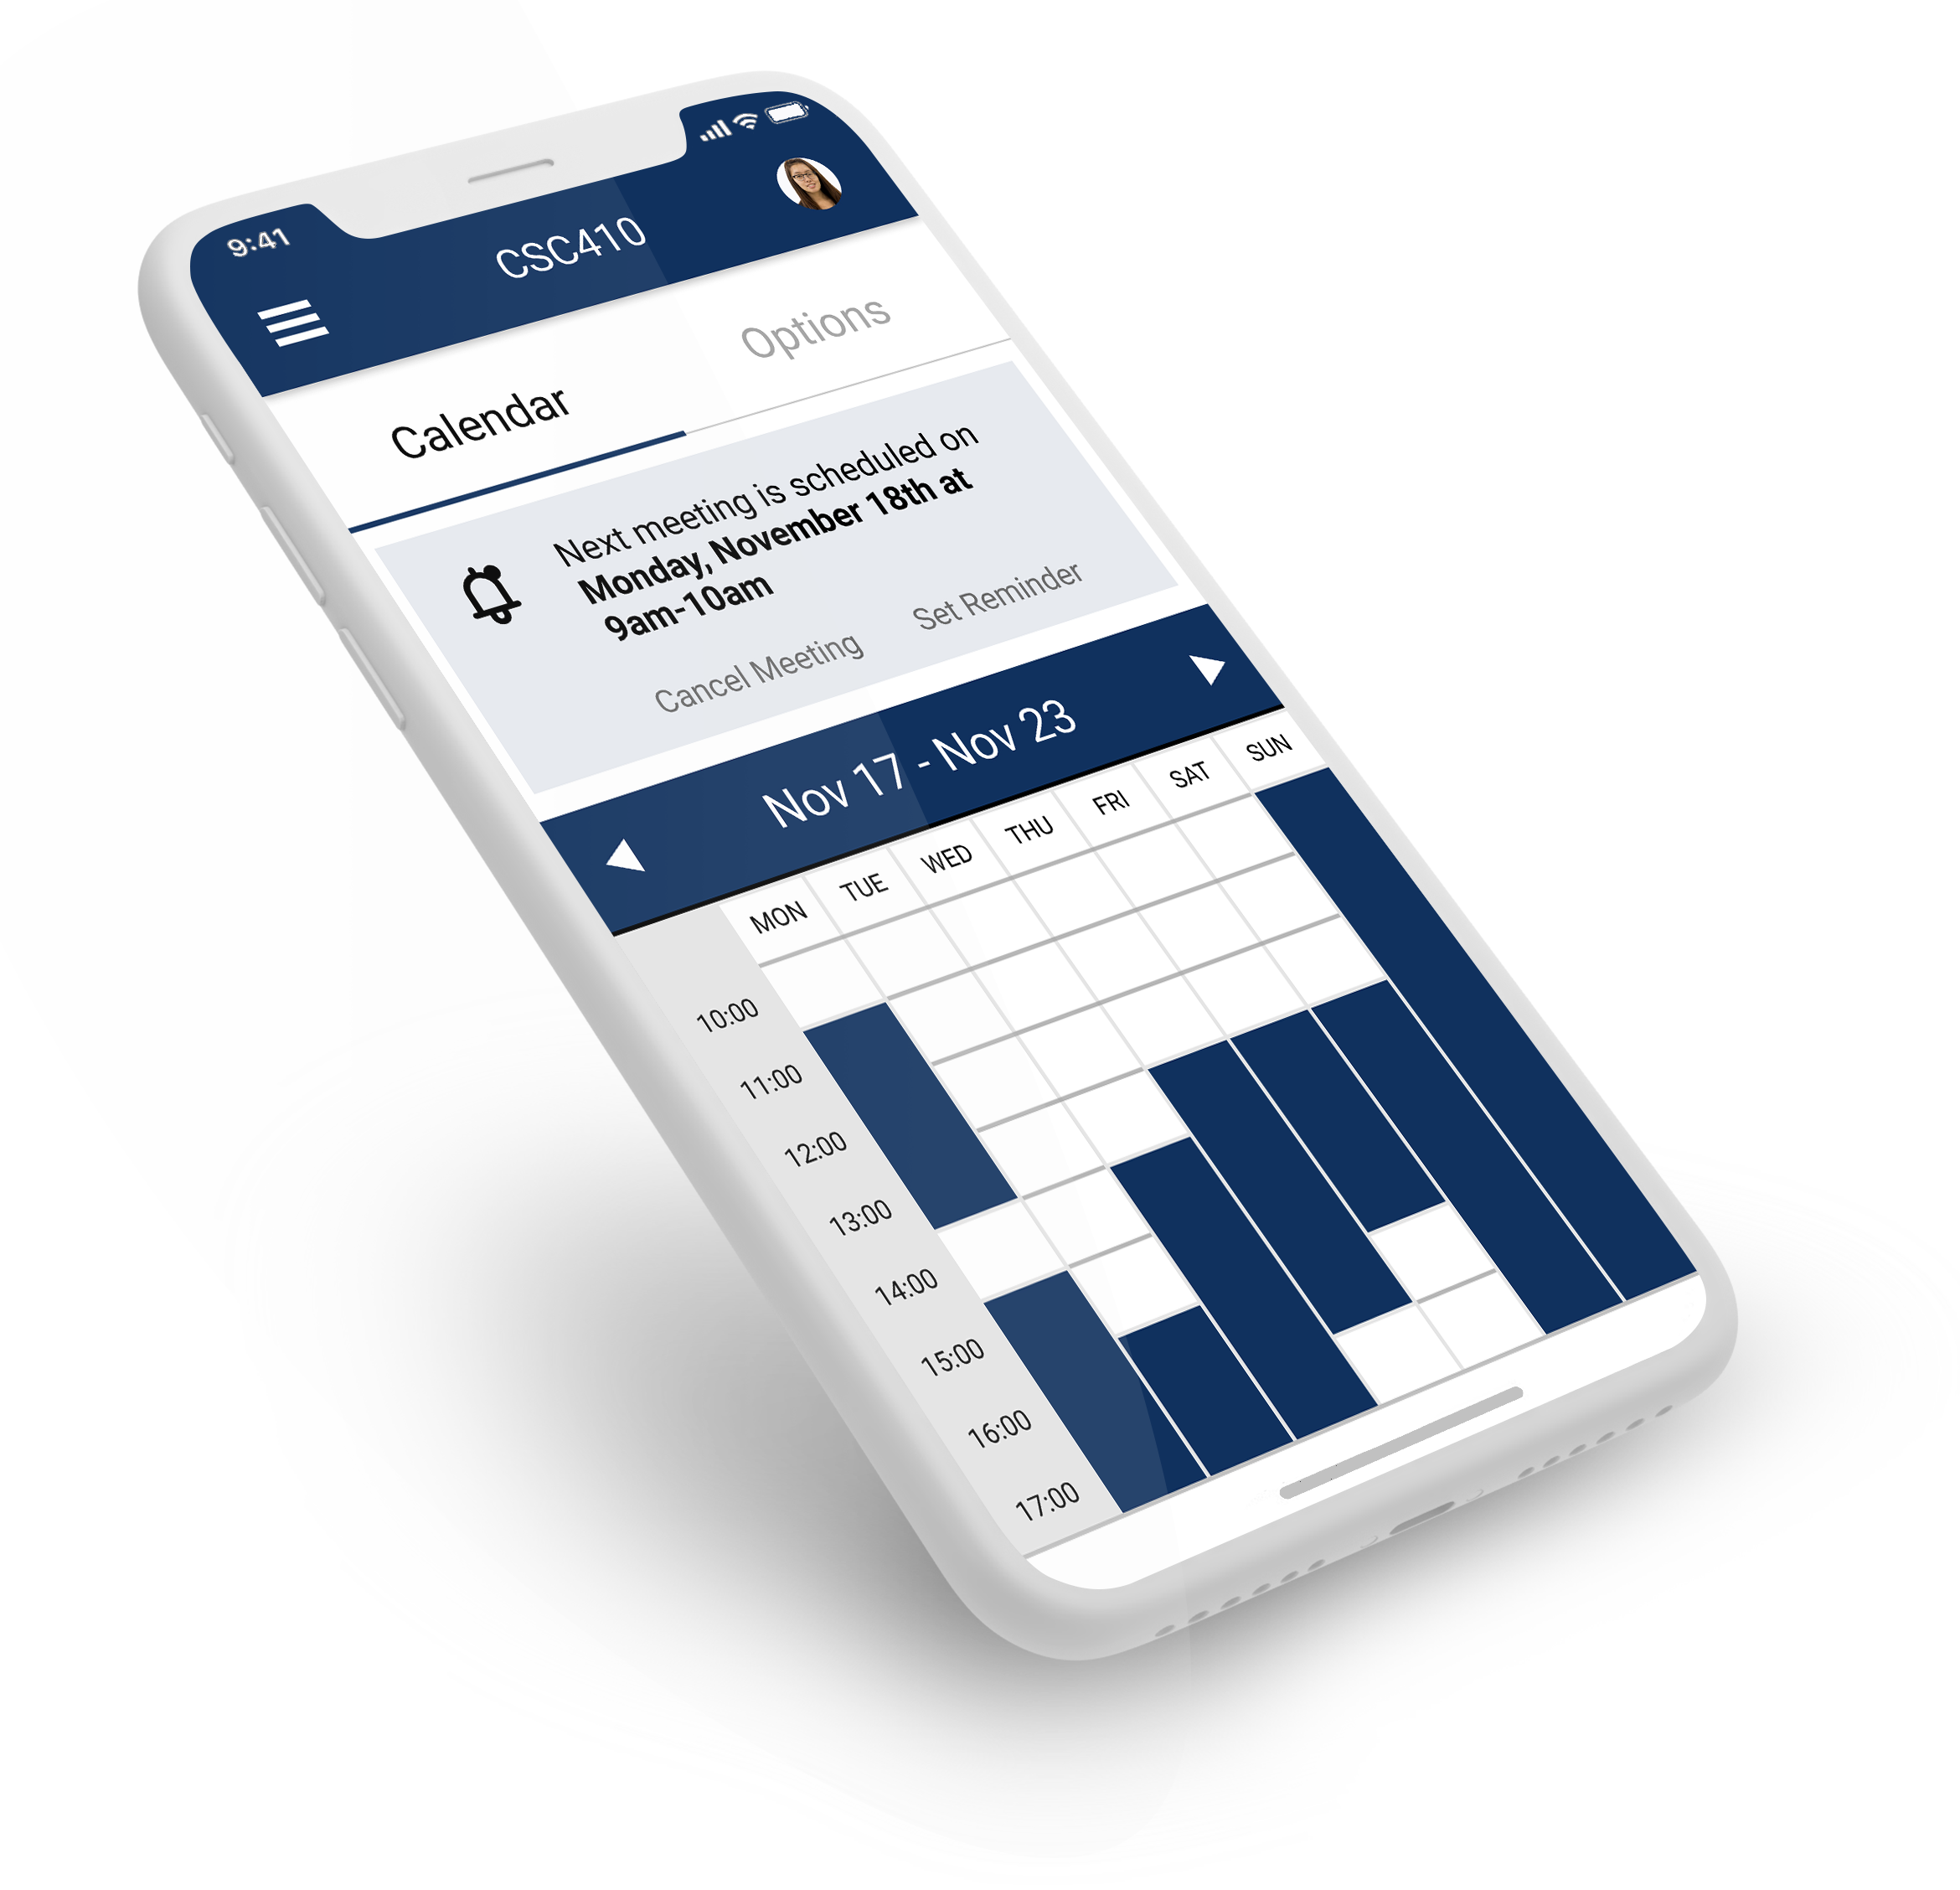 9:41
CSC410
Calendar
Options
Next meeting is scheduled on
Monday, November 18th at
9am-10am
Cancel Meeting
Set Reminder
Nov 17 - Nov 23
MON TUE WED THU FRI SAT SUN
10:00
11:00
12:00
13:00
14:00
15:00
16:00
17:00